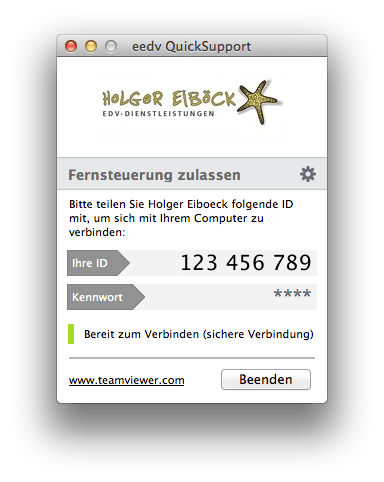 eedv QuickSupport
HOLGER EIBÖCK
EDV-DIENSTLEISTUNGEN
Fernsteuerung zulassen
Bitte teilen Sie Holger Eiboeck folgende ID
mit, um sich mit Ihrem Computer zu
verbinden:
Ihre ID 123 456 789
Kennwort ****
Bereit zum Verbinden (sichere Verbindung)
www.teamviewer.com Beenden